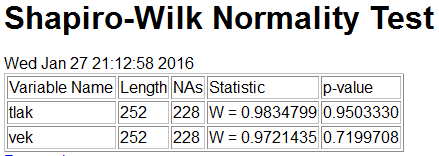 Shapiro-Wilk Normality Test
Wed Jan 27 21:12:58 2016
Variable Name Length NAs Statistic p-value
tlak 252 228 W = 0.9834799 0.9503330
vek 252 228 W = 0.9721435 0.7199708